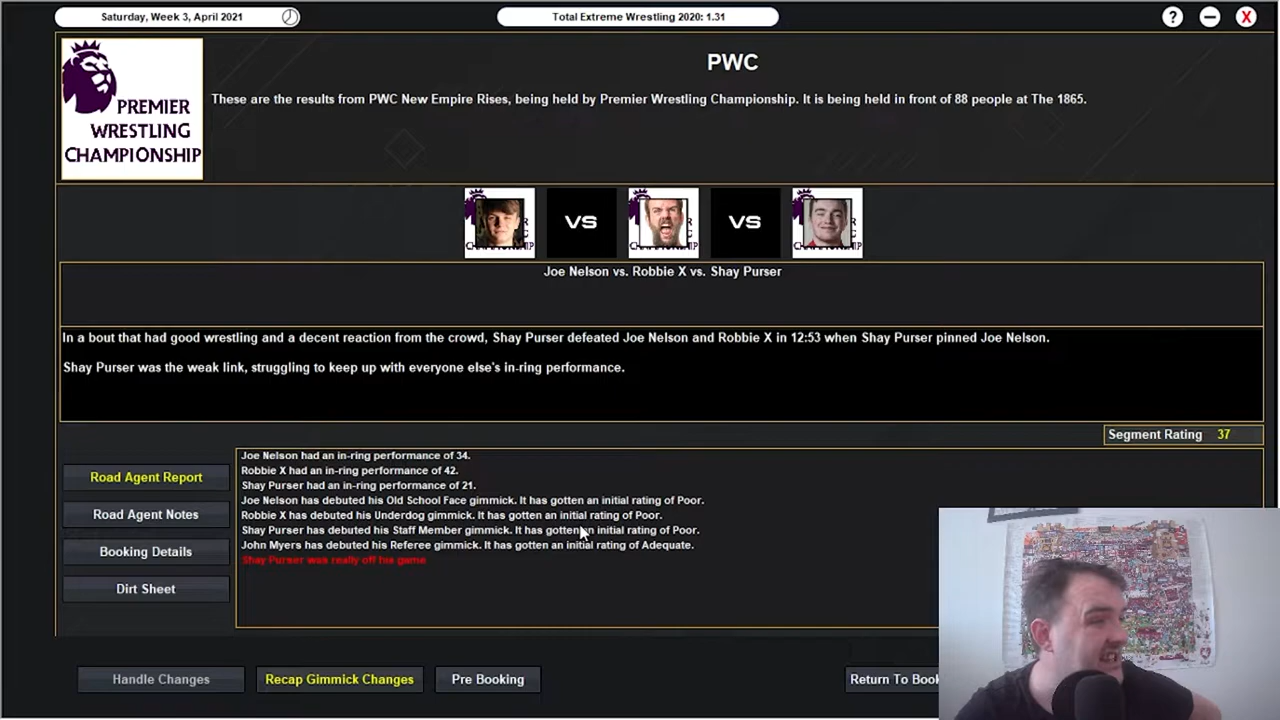 Saturday, Week 3, April 2021
Total Extreme Wrestling 2020: 1.31
?
X
PREMIER
WRESTLING
CHAMPIONSHIP
PWC
These are the results from PWC New Empire Rises, being held by Premier Wrestling Championship. It is being held in front of 88 people at The 1865.
VS
VS
Joe Nelson vs. Robbie X vs. Shay Purser
In a bout that had good wrestling and a decent reaction from the crowd, Shay Purser defeated Joe Nelson and Robbie X in 12:53 when Shay Purser pinned Joe Nelson.
Shay Purser was the weak link, struggling to keep up with everyone else's in-ring performance.
Segment Rating 37
Road Agent Report
Road Agent Notes
Booking Details
Dirt Sheet
Joe Nelson had an in-ring performance of 34.
Robbie X had an in-ring performance of 42.
Shay Purser had an in-ring performance of 21.
Joe Nelson has debuted his Old School Face gimmick. It has gotten an initial rating of Poor.
Robbie X has debuted his Underdog gimmick. It has gotten an initial rating of Poor.
Shay Purser has debuted his Staff Member gimmick. It has gotten an initial rating of Poor.
John Myers has debuted his Referee gimmick. It has gotten an initial rating of Adequate.
Shay Purser was really off his game
Handle Changes
Recap Gimmick Changes
Pre Booking
Return To Book